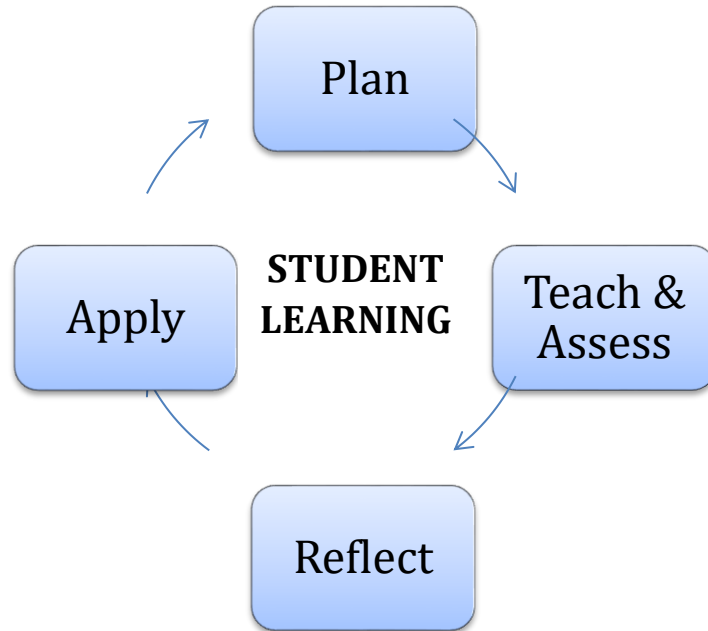 Plan
STUDENT
LEARNING
Apply
Teach &
Assess
Reflect